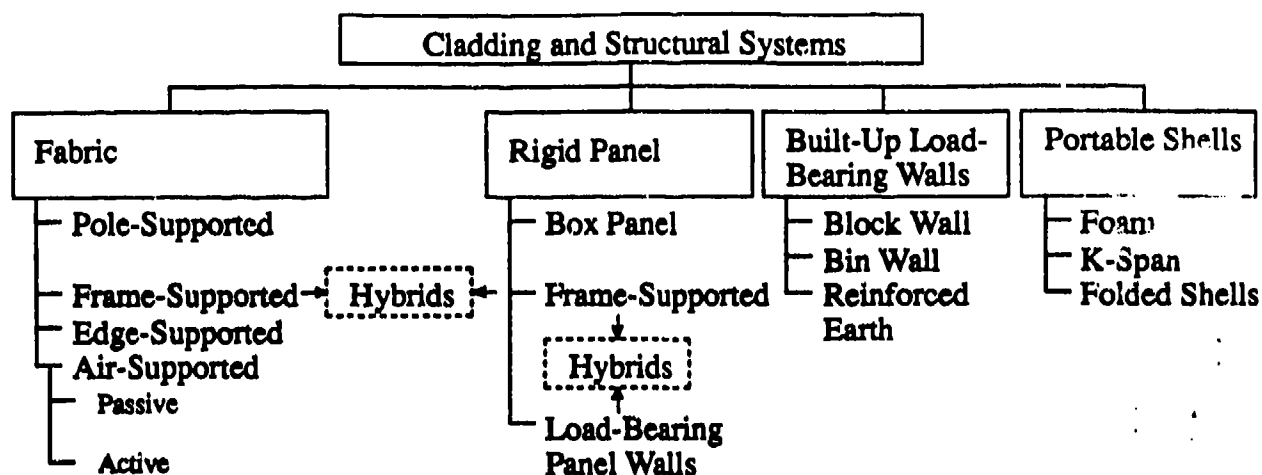 Cladding and Structural Systems
Fabric
Pole-Supported
Frame-Supported
Edge-Supported
Air-Supported
Passive
Active
Hybrids
Rigid Panel
Box Panel
Frame-Supported
Hybrids
Load-Bearing
Panel Walls
Built-Up Load-
Bearing Walls
Block Wall
Bin Wall
Reinforced
Earth
Portable Shells
Foam
K-Span
Folded Shells